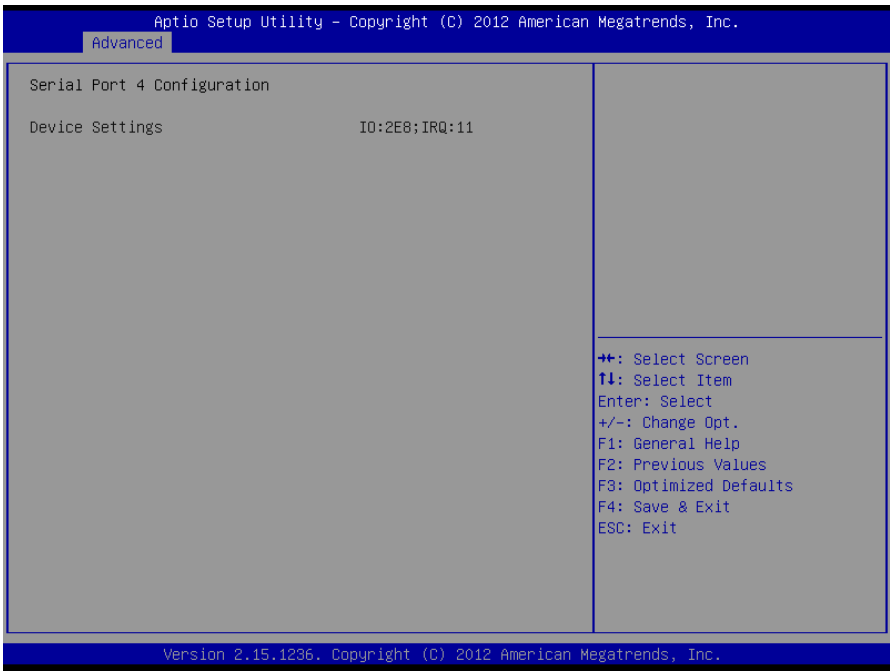 Aptio Setup Utility – Copyright (C) 2012 American Megatrends, Inc.
Advanced
Serial Port 4 Configuration
Device Settings IO:2E8;IRQ:11
→←: Select Screen
↑↓: Select Item
Enter: Select
+/-: Change Opt.
F1: General Help
F2: Previous Values
F3: Optimized Defaults
F4: Save & Exit
ESC: Exit
Version 2.15.1236. Copyright (C) 2012 American Megatrends, Inc.